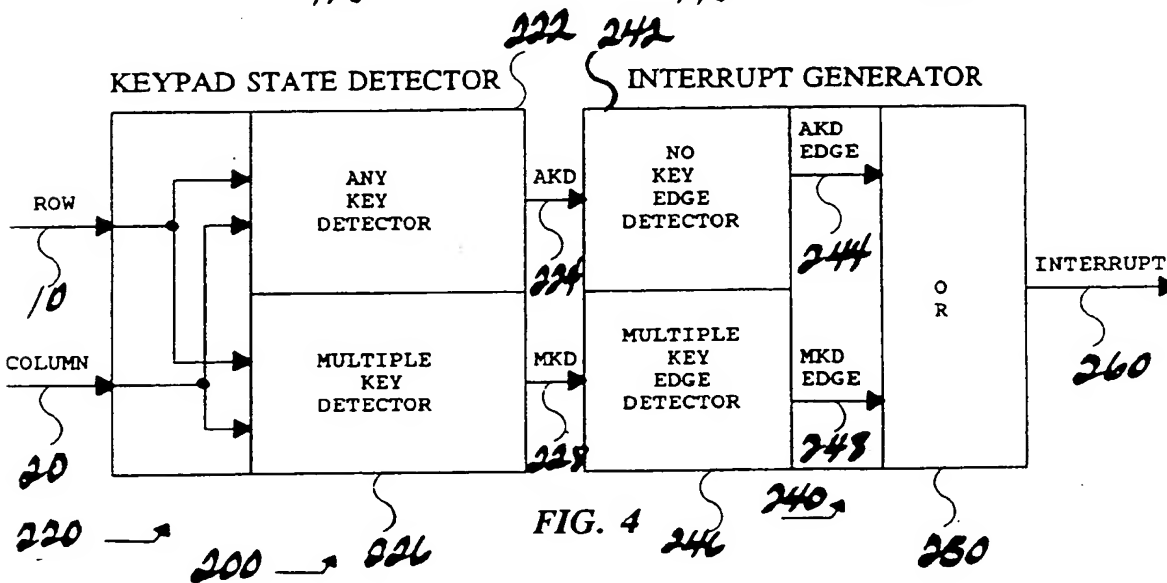 222 242
KEYPAD STATE DETECTOR INTERRUPT GENERATOR
ROW
10
COLUMN
20
ANY
KEY
DETECTOR
MULTIPLE
KEY
DETECTOR
AKD
224
MKD
228
NO
KEY
EDGE
DETECTOR
MULTIPLE
KEY
EDGE
DETECTOR
AKD
EDGE
244
MKD
EDGE
248
O
R
INTERRUPT
260
220
200
226
FIG. 4
240
246
250